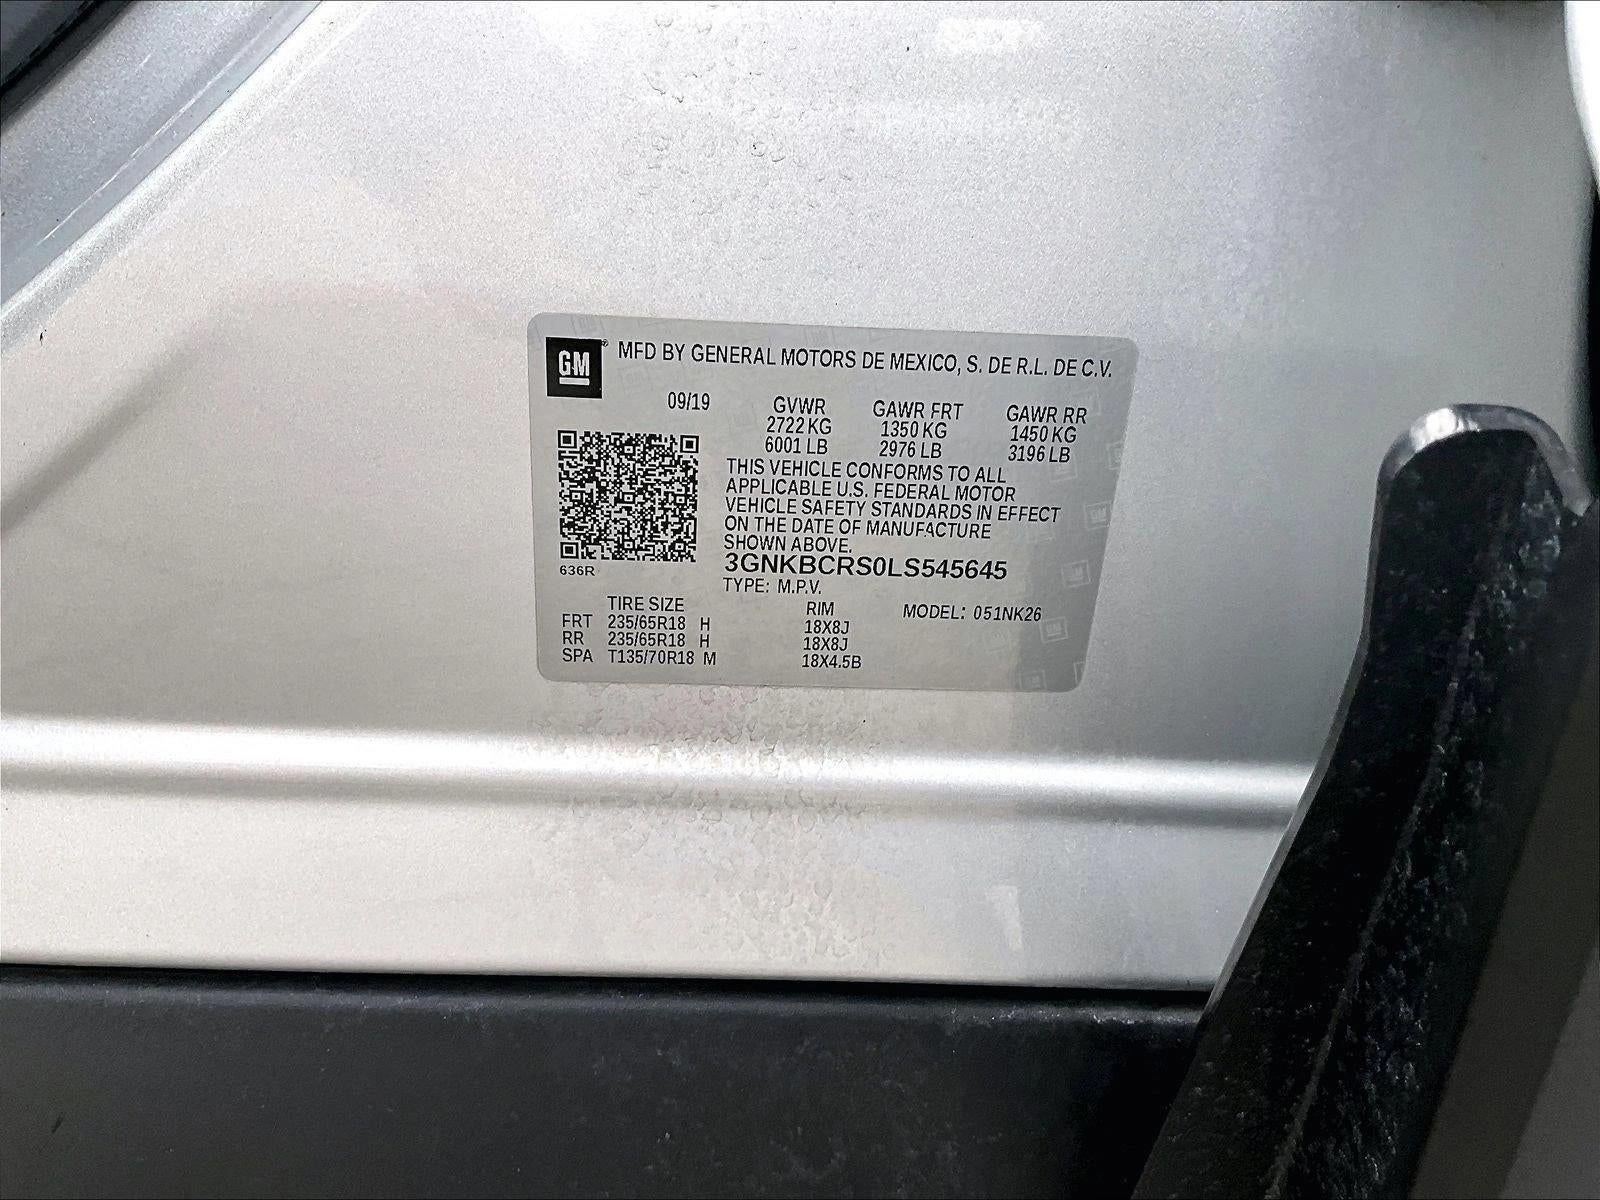 GM ® MFD BY GENERAL MOTORS DE MEXICO, S. DE R.L. DE C.V.
09/19 GVWR GAWR FRT GAWR RR
2722 KG 1350 KG 1450 KG
6001 LB 2976 LB 3196 LB
THIS VEHICLE CONFORMS TO ALL
APPLICABLE U.S. FEDERAL MOTOR
VEHICLE SAFETY STANDARDS IN EFFECT
ON THE DATE OF MANUFACTURE
SHOWN ABOVE.
636R 3GNKBCRS0LS545645
TYPE: M.P.V.
TIRE SIZE RIM MODEL: 051NK26
FRT 235/65R18 H 18X8J
RR 235/65R18 H 18X8J
SPA T135/70R18 M 18X4.5B